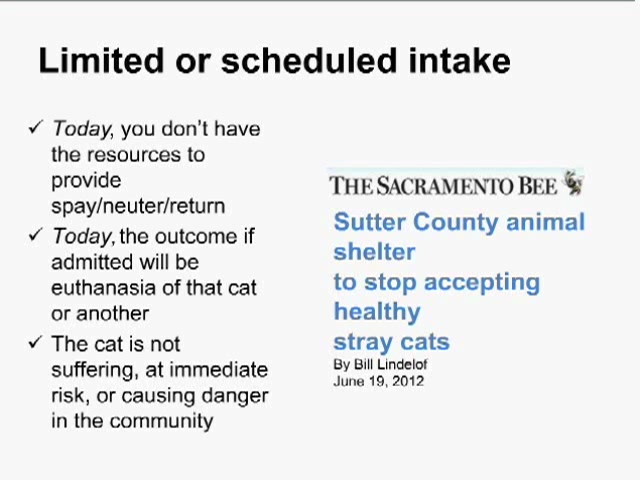 Limited or scheduled intake
✓ Today, you don't have
the resources to
provide
spay/neuter/return
✓ Today, the outcome if
admitted will be
euthanasia of that cat
or another
✓ The cat is not
suffering, at immediate
risk, or causing danger
in the community
THE SACRAMENTO BEE
Sutter County animal
shelter
to stop accepting
healthy
stray cats
By Bill Lindelof
June 19, 2012